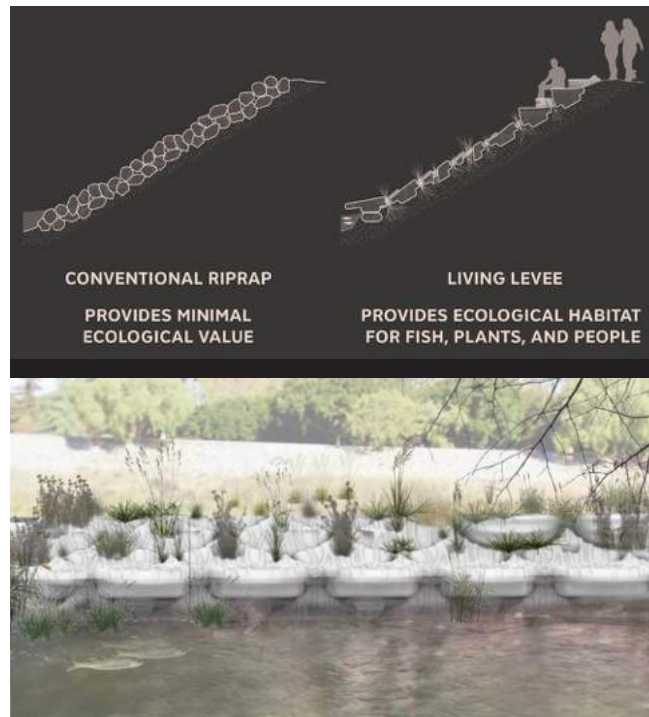 CONVENTIONAL RIPRAP
PROVIDES MINIMAL
ECOLOGICAL VALUE
LIVING LEVEE
PROVIDES ECOLOGICAL HABITAT
FOR FISH, PLANTS, AND PEOPLE